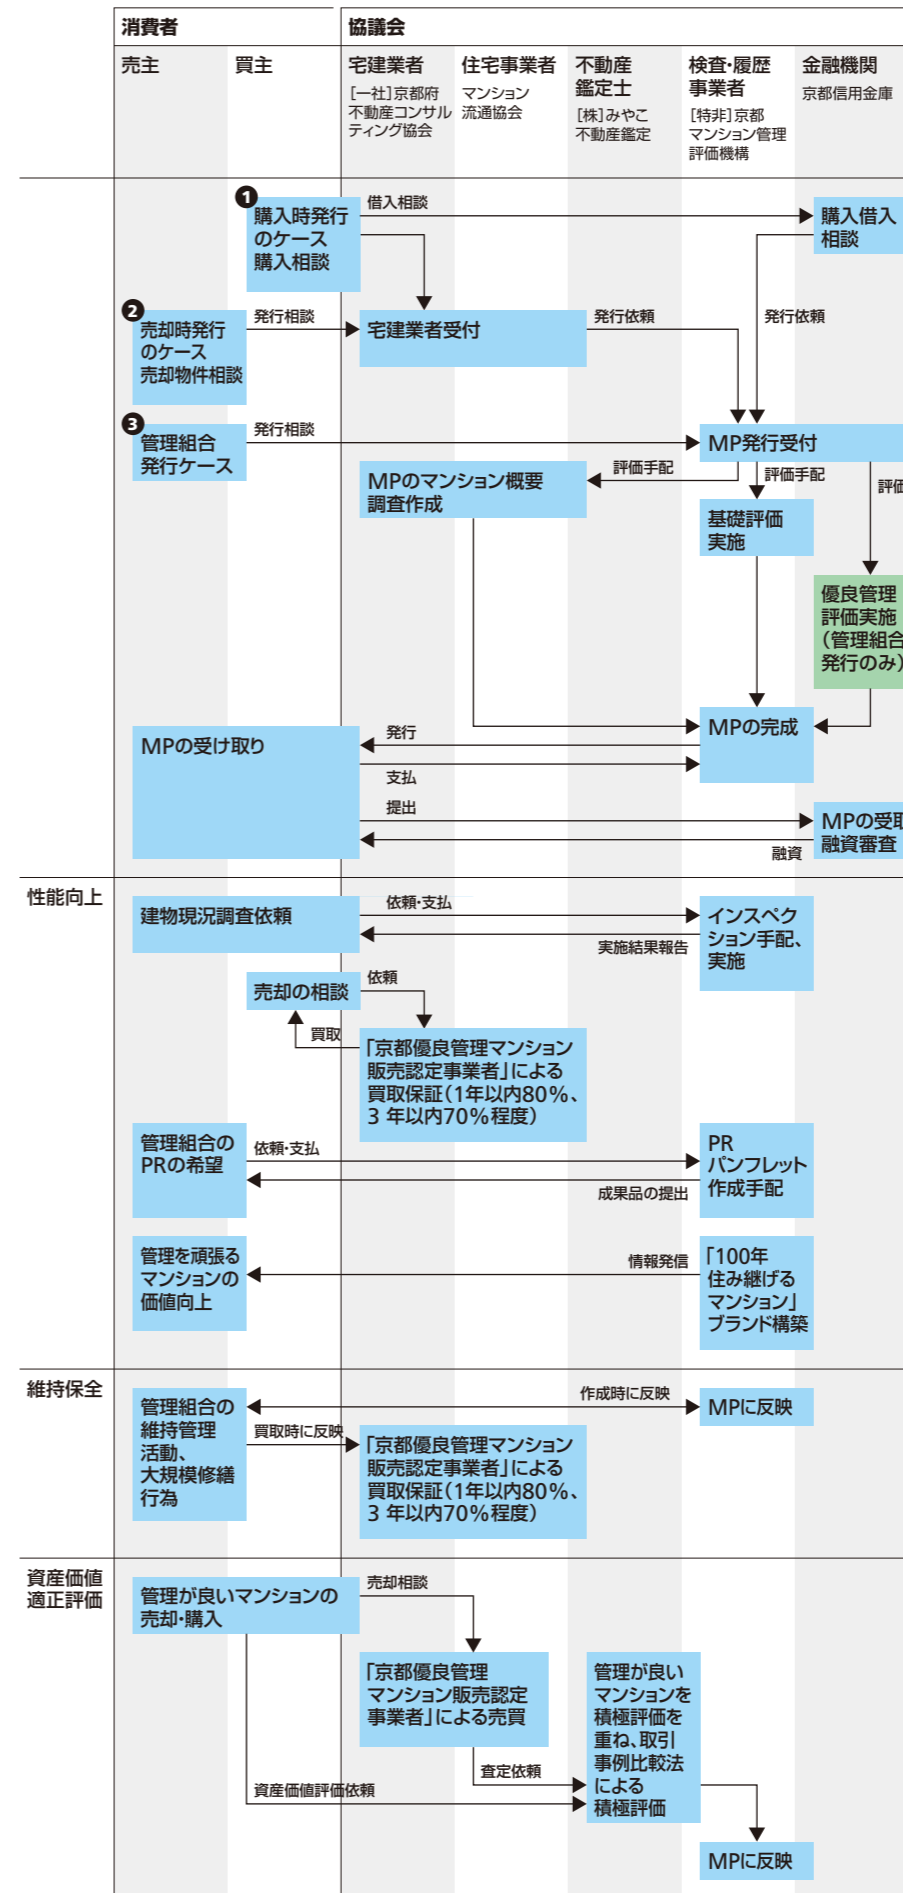 消費者
協議会
売主
買主
宅建業者
[一社]京都府
不動産コンサル
ティング協会
住宅事業者
マンション
流通協会
不動産
鑑定士
[株]みやこ
不動産鑑定
検査・履歴
事業者
[特非]京都
マンション管理
評価機構
金融機関
京都信用金庫
❶
購入時発行
のケース
購入相談
借入相談
購入借入
相談
❷
売却時発行
のケース
売却物件相談
発行相談
宅建業者受付
発行依頼
発行依頼
❸
管理組合
発行ケース
発行相談
MP発行受付
MPのマンション概要
調査作成
評価手配
評価手配
評価
基礎評価
実施
優良管理
評価実施
(管理組合
発行のみ)
MPの受け取り
発行
MPの完成
支払
提出
MPの受取
融資審査
融資
性能向上
建物現況調査依頼
依頼・支払
インスペク
ション手配、
実施
実施結果報告
売却の相談
依頼
買取
「京都優良管理マンション
販売認定事業者」による
買取保証(1年以内80%、
3 年以内70%程度)
管理組合の
PRの希望
依頼・支払
PR
パンフレット
作成手配
成果品の提出
管理を頑張る
マンションの
価値向上
情報発信
「100年
住み継げる
マンション」
ブランド構築
維持保全
管理組合の
維持管理
活動、
大規模修繕
行為
作成時に反映
MPに反映
買取時に反映
「京都優良管理マンション
販売認定事業者」による
買取保証(1年以内80%、
3 年以内70%程度)
資産価値
適正評価
管理が良いマンションの
売却・購入
売却相談
「京都優良管理
マンション販売認定
事業者」による売買
管理が良い
マンションを
積極評価を
重ね、取引
事例比較法
による
積極評価
査定依頼
資産価値評価依頼
MPに反映